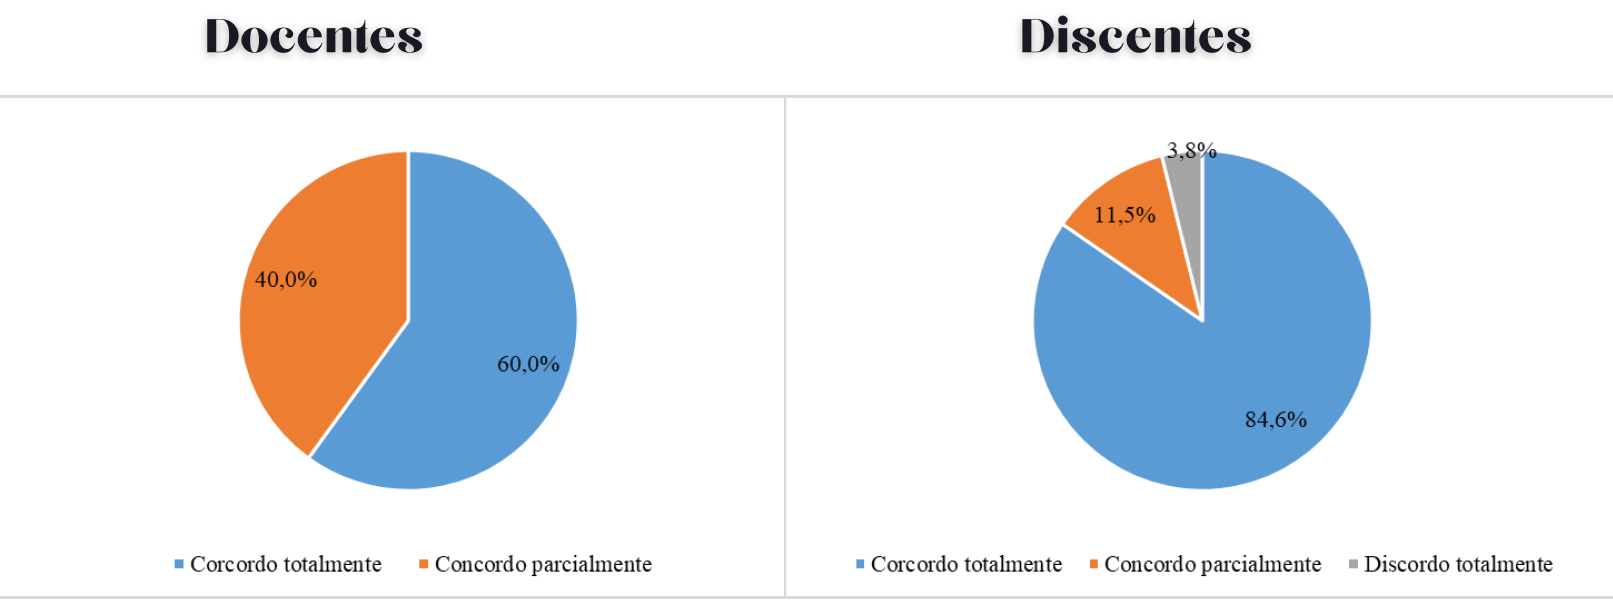 Docentes
Discentes
40,0%
60,0%
Corcordo totalmente
Concordo parcialmente
3,8%
11,5%
84,6%
Corcordo totalmente
Concordo parcialmente
Discordo totalmente